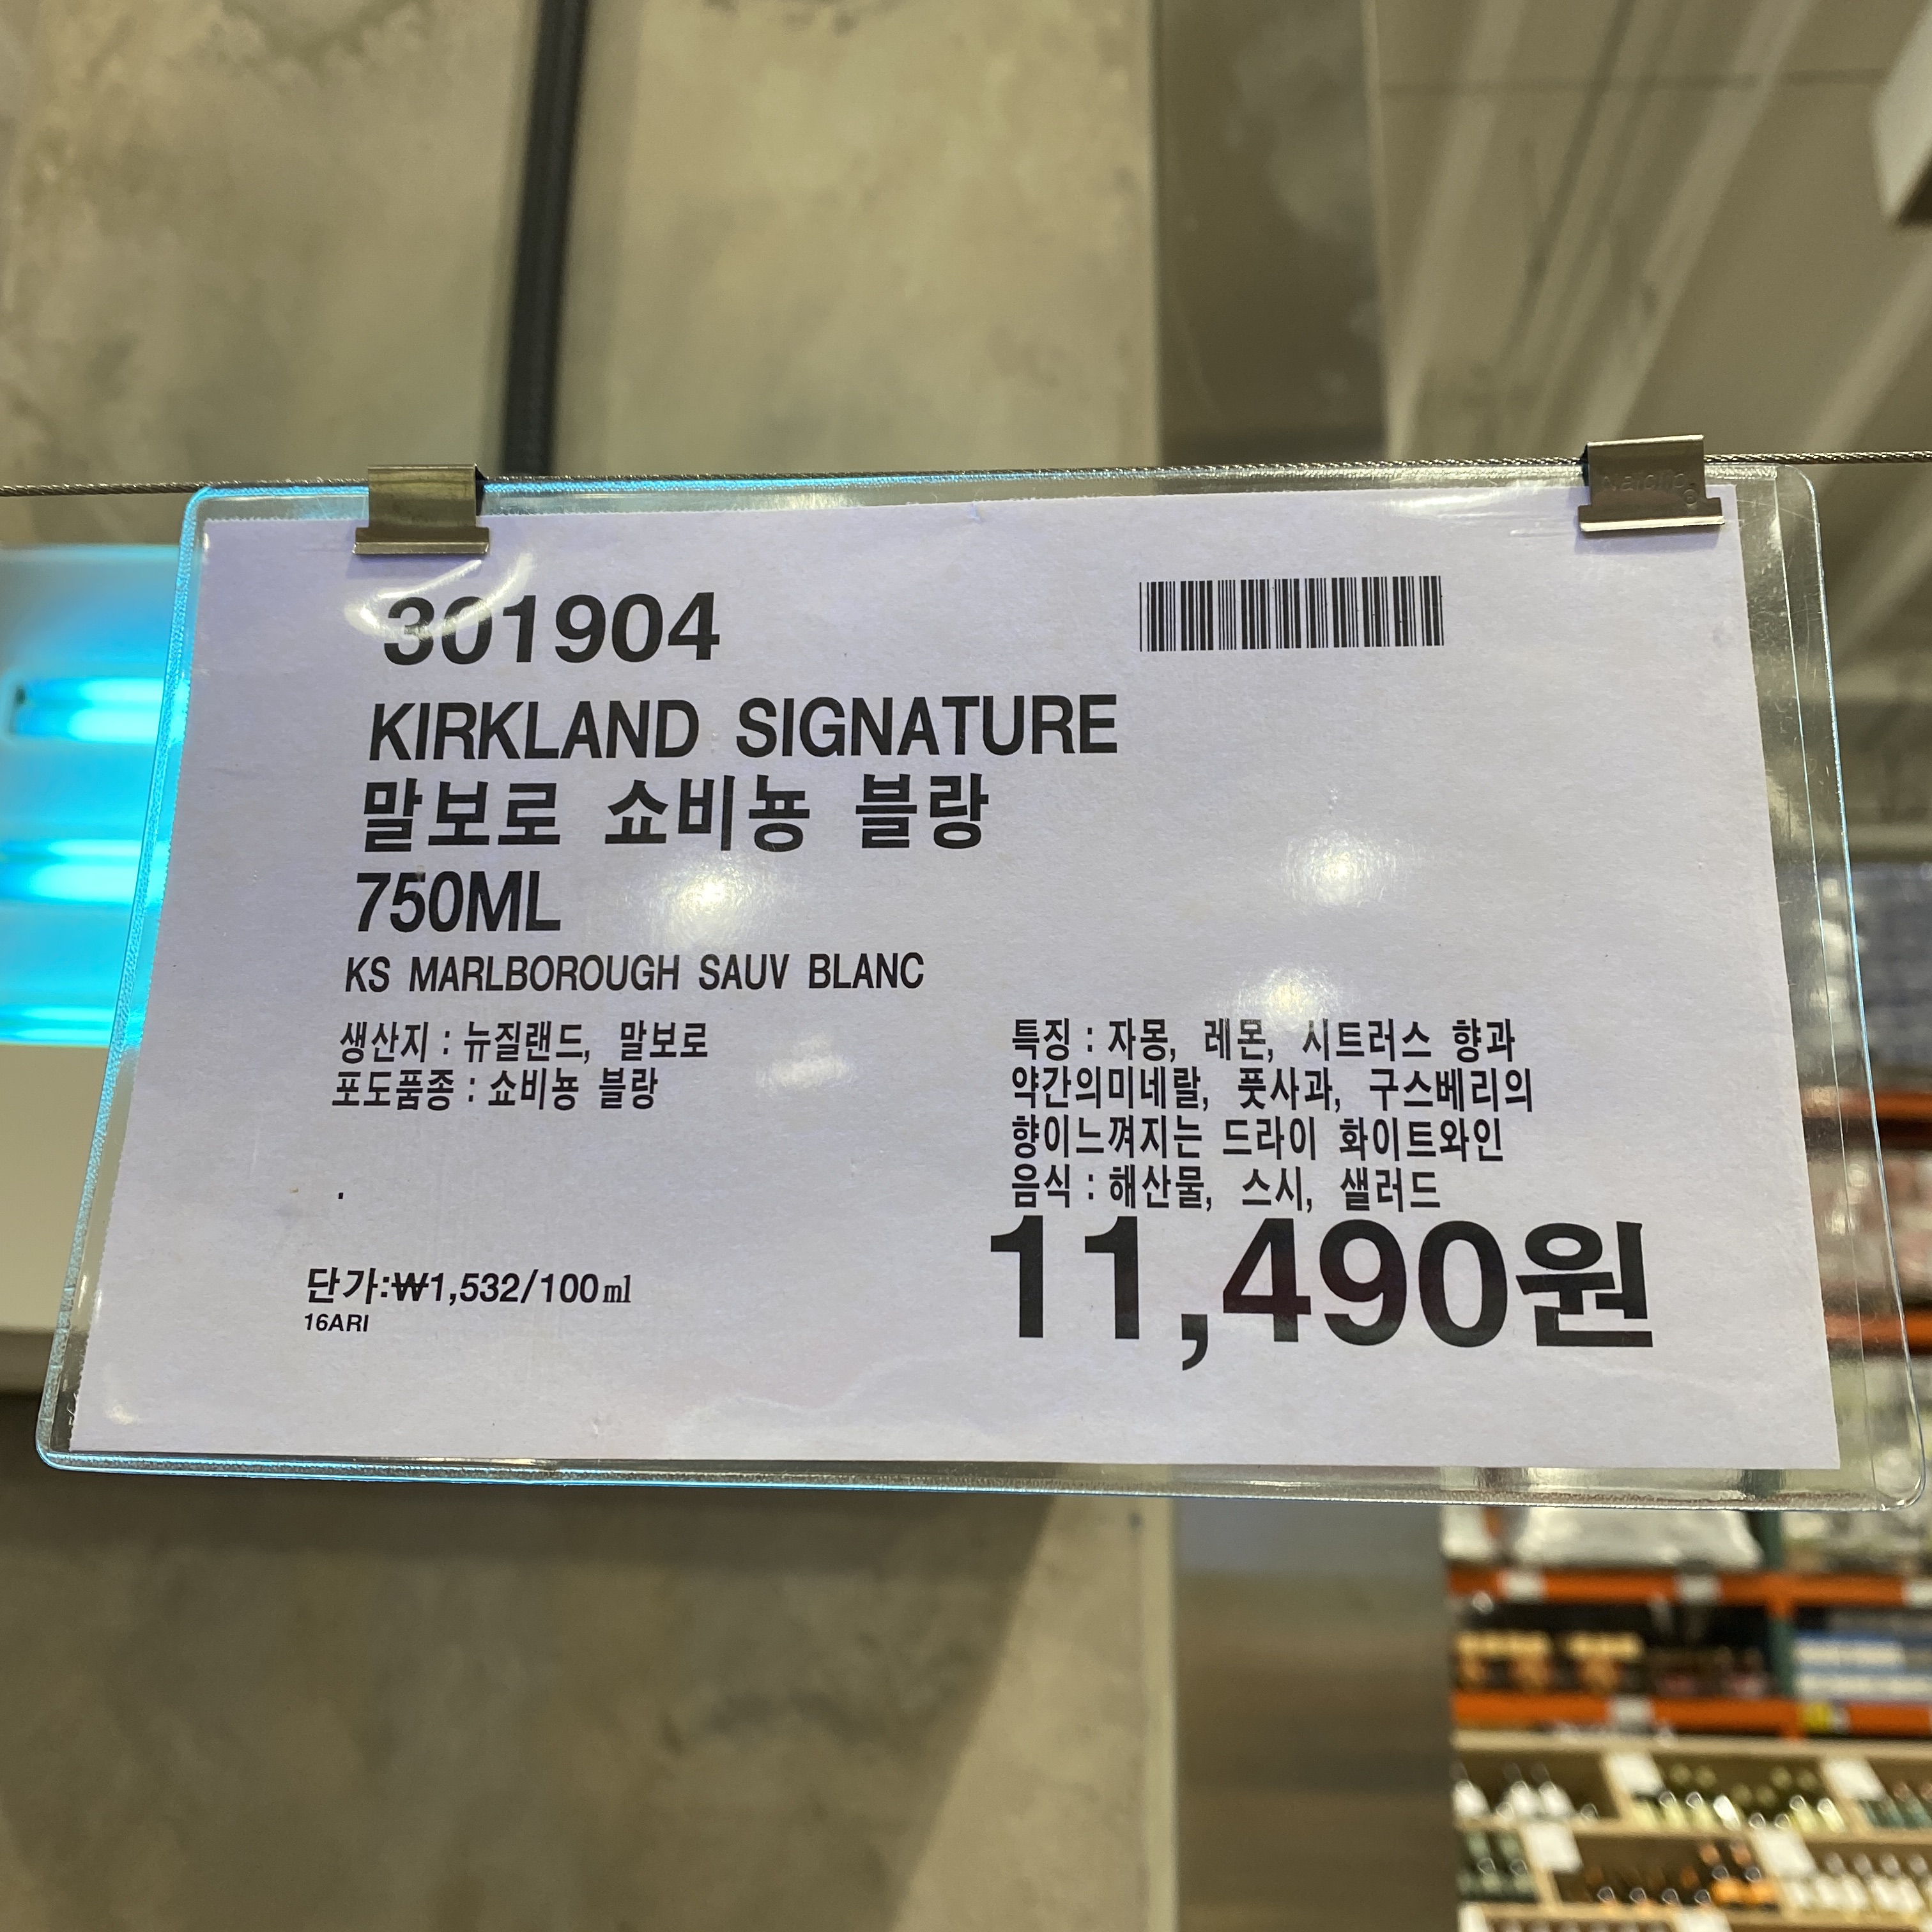 301904
KIRKLAND SIGNATURE
말보로 쇼비뇽 블랑
750ML
KS MARLBOROUGH SAUV BLANC
생산지 : 뉴질랜드, 말보로
포도품종 : 쇼비뇽 블랑
.
특징 : 자몽, 레몬, 시트러스 향과
약간의미네랄, 풋사과, 구스베리의
향이느껴지는 드라이 화이트와인
음식 : 해산물, 스시, 샐러드
11,490원
단가:₩1,532/100㎖
16ARI